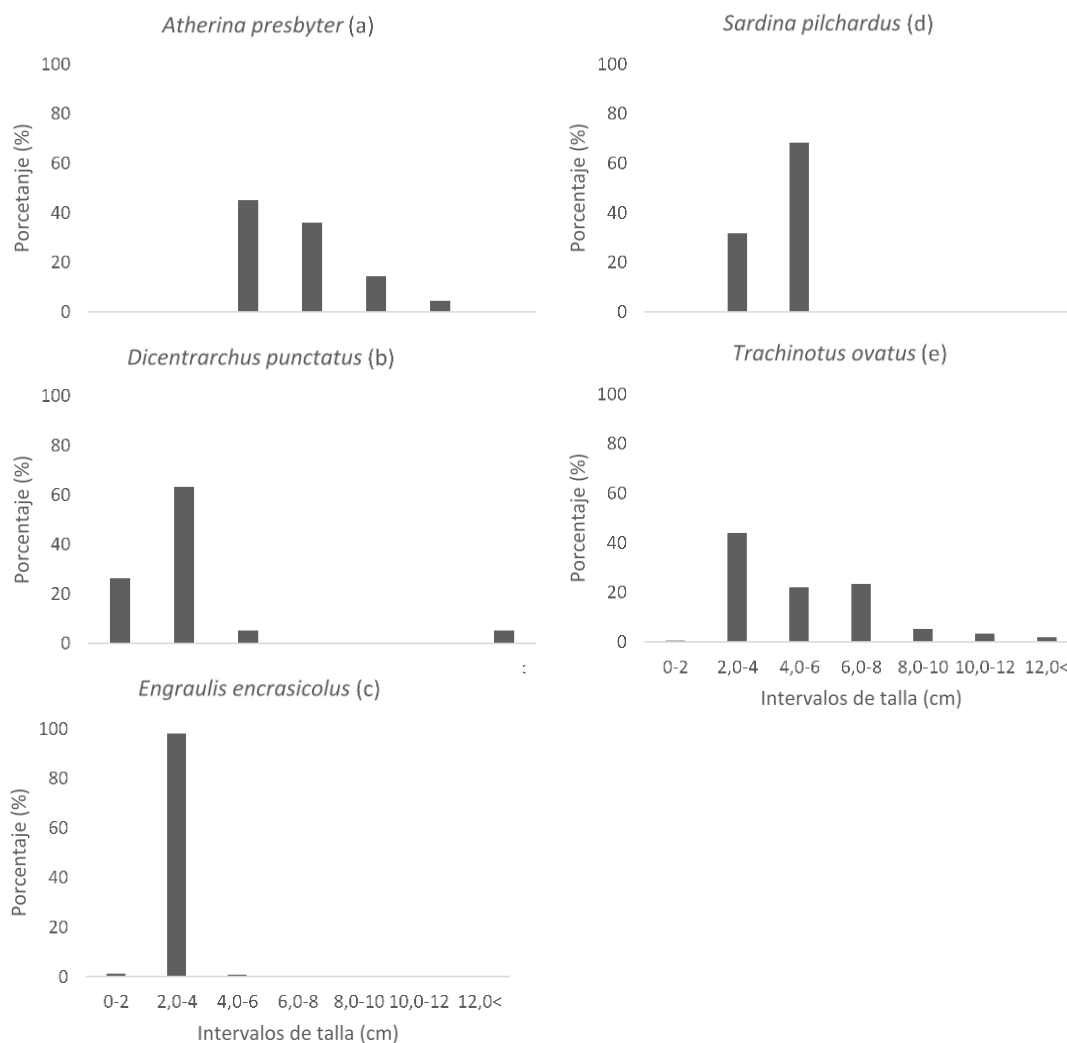 Atherina presbyter (a)
Porcetanje (%)
100
80
60
40
20
0
Dicentrarchus punctatus (b)
Porcentaje (%)
100
80
60
40
20
0
Engraulis encrasicolus (c)
Porcentaje (%)
100
80
60
40
20
0
0-2 2,0-4 4,0-6 6,0-8 8,0-10 10,0-12 12,0<
Intervalos de talla (cm)
Sardina pilchardus (d)
Porcentaje (%)
100
80
60
40
20
0
Trachinotus ovatus (e)
Porcentaje (%)
100
80
60
40
20
0
0-2 2,0-4 4,0-6 6,0-8 8,0-10 10,0-12 12,0<
Intervalos de talla (cm)